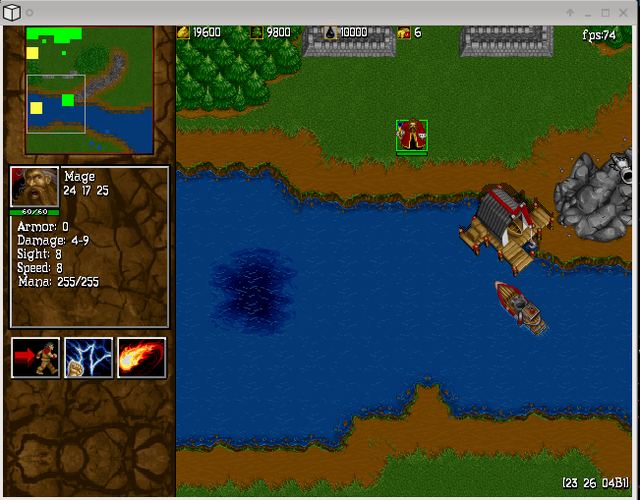 19600 9800 10000 6 fps:74
Mage
24 17 25
60/60
Armor: 0
Damage: 4-9
Sight: 8
Speed: 8
Mana: 255/255
[23 26 04B1]